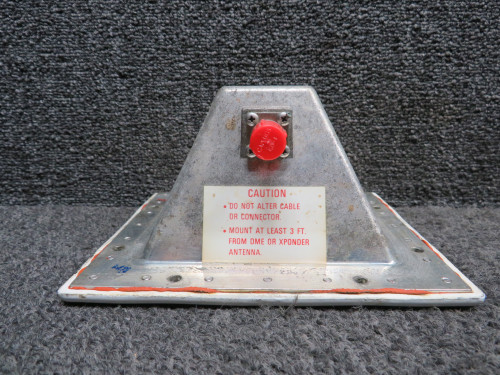 CAUTION
• DO NOT ALTER CABLE
OR CONNECTOR.
• MOUNT AT LEAST 3 FT.
FROM DME OR XPONDER
ANTENNA.